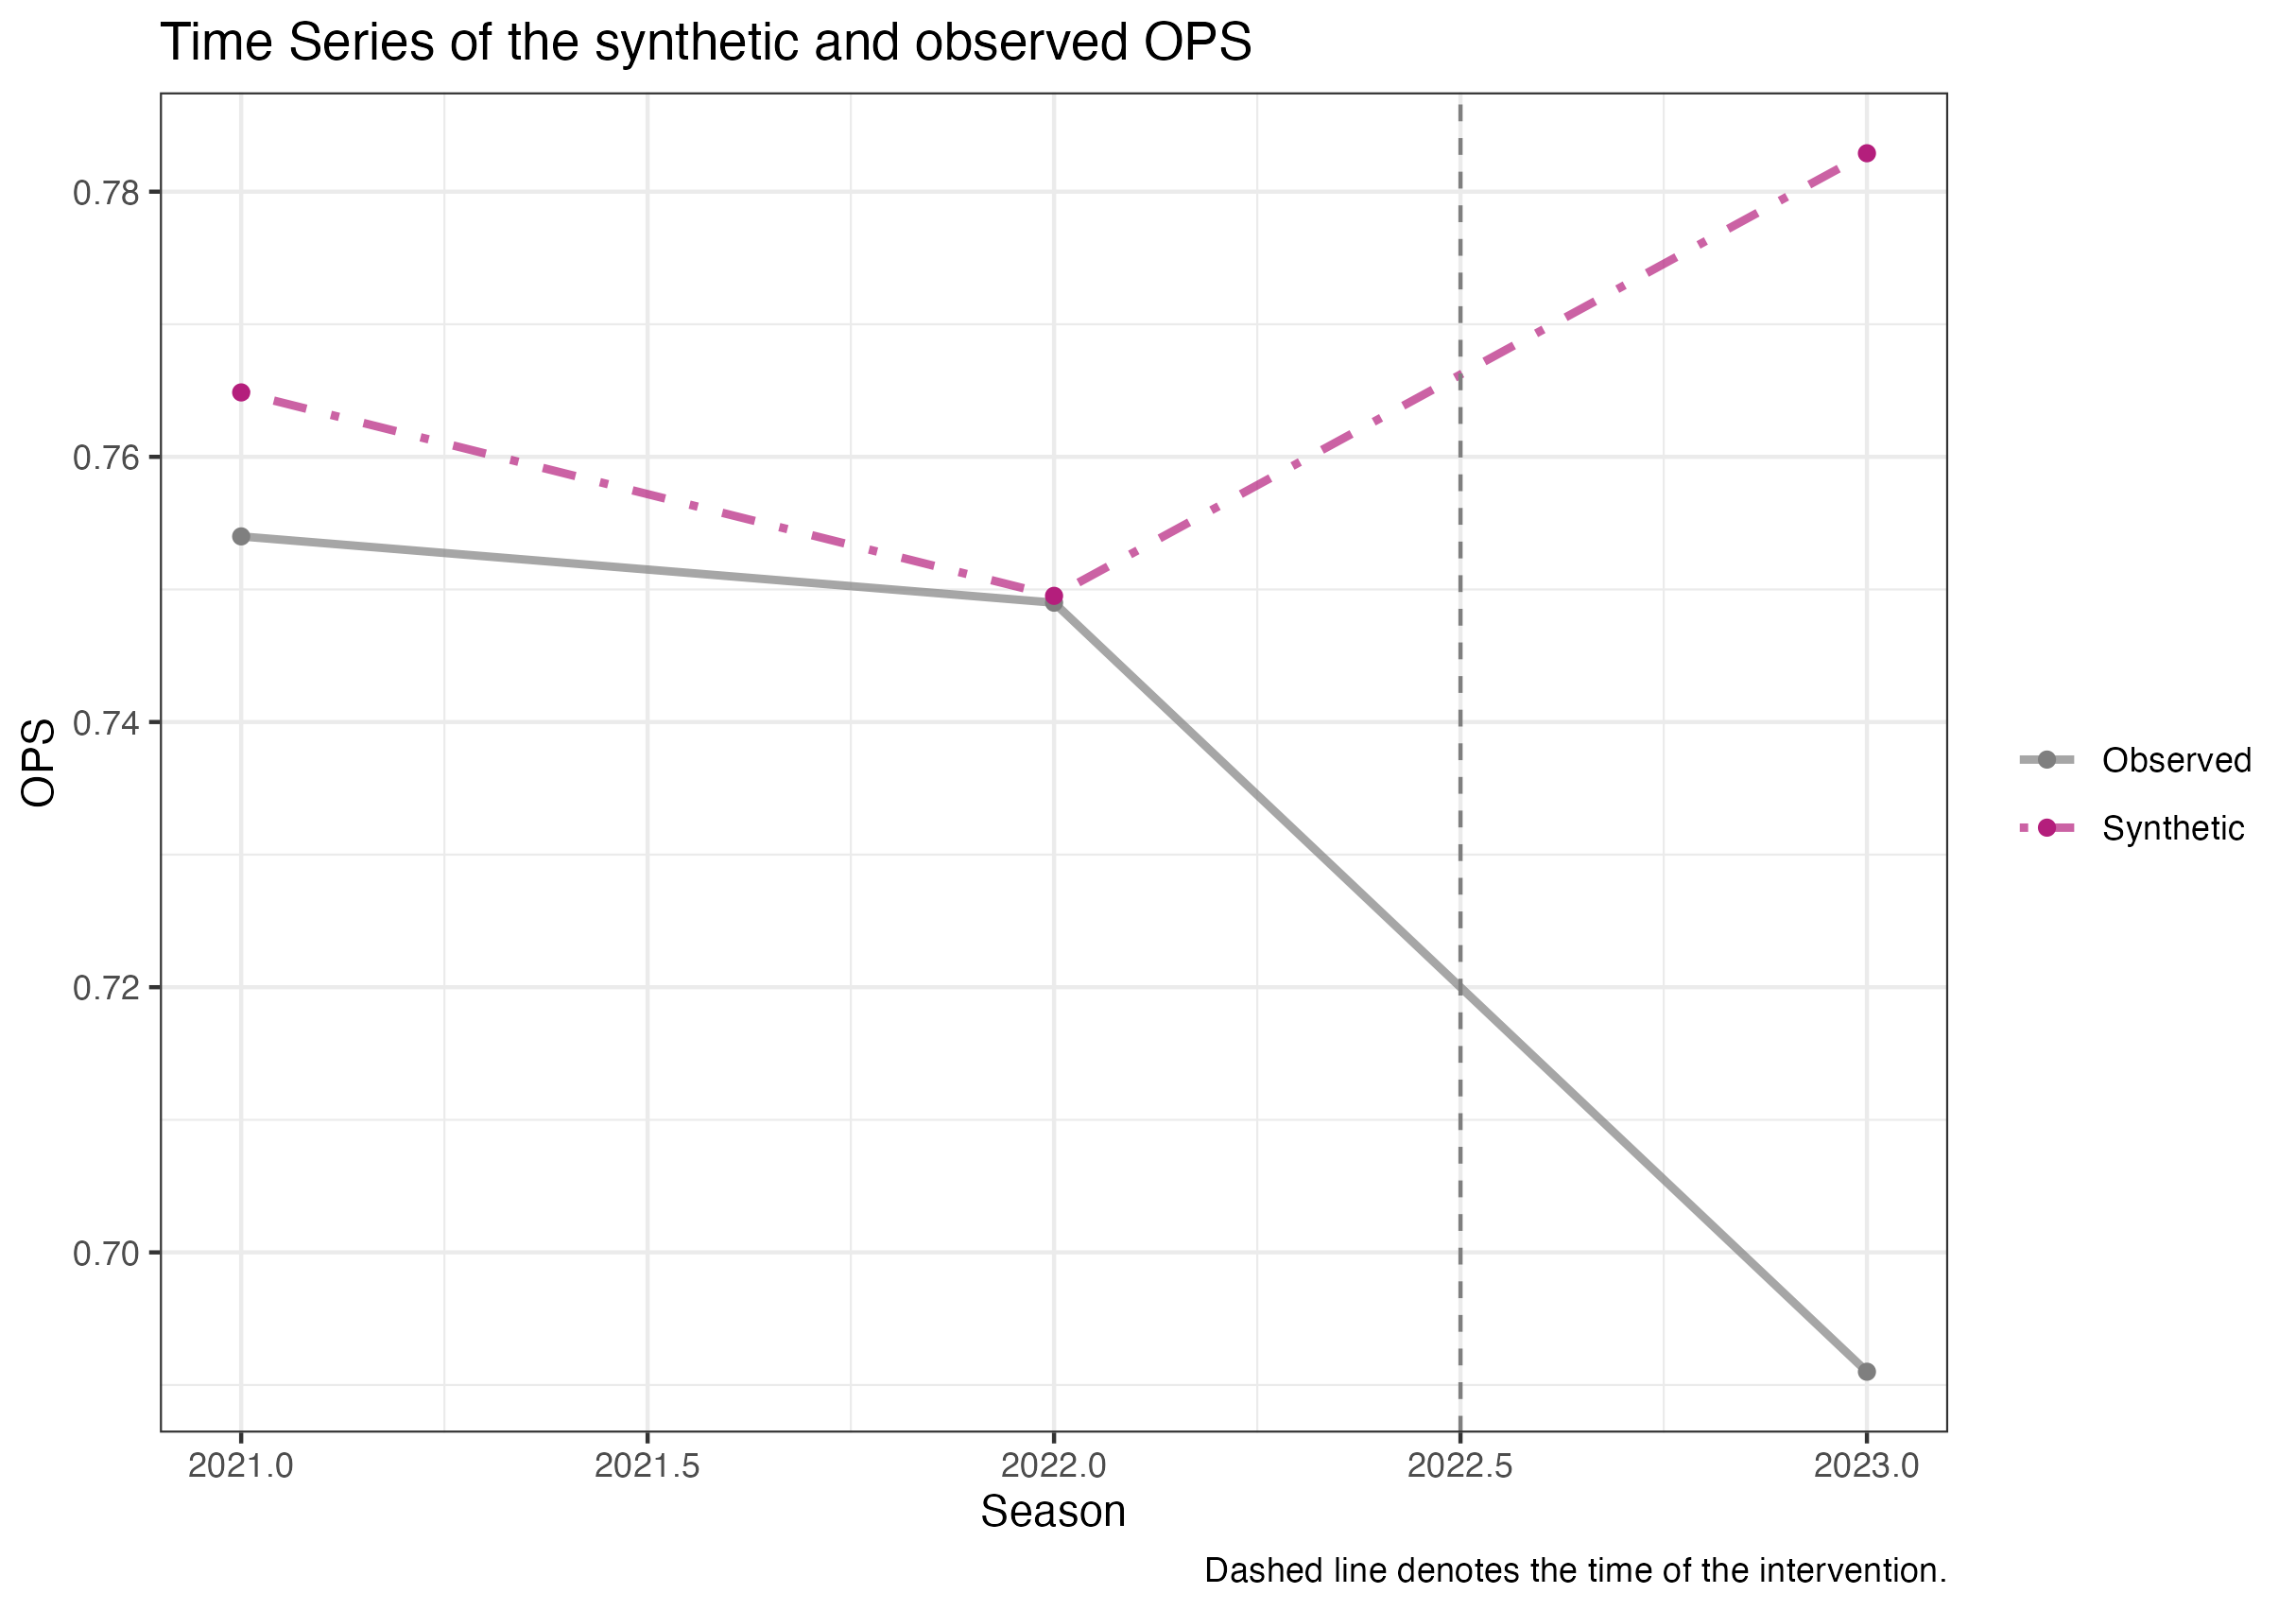 Time Series of the synthetic and observed OPS
0.78
0.76
0.74
0.72
0.70
OPS
Observed
Synthetic
2021.0 2021.5 2022.0 2022.5 2023.0
Season
Dashed line denotes the time of the intervention.